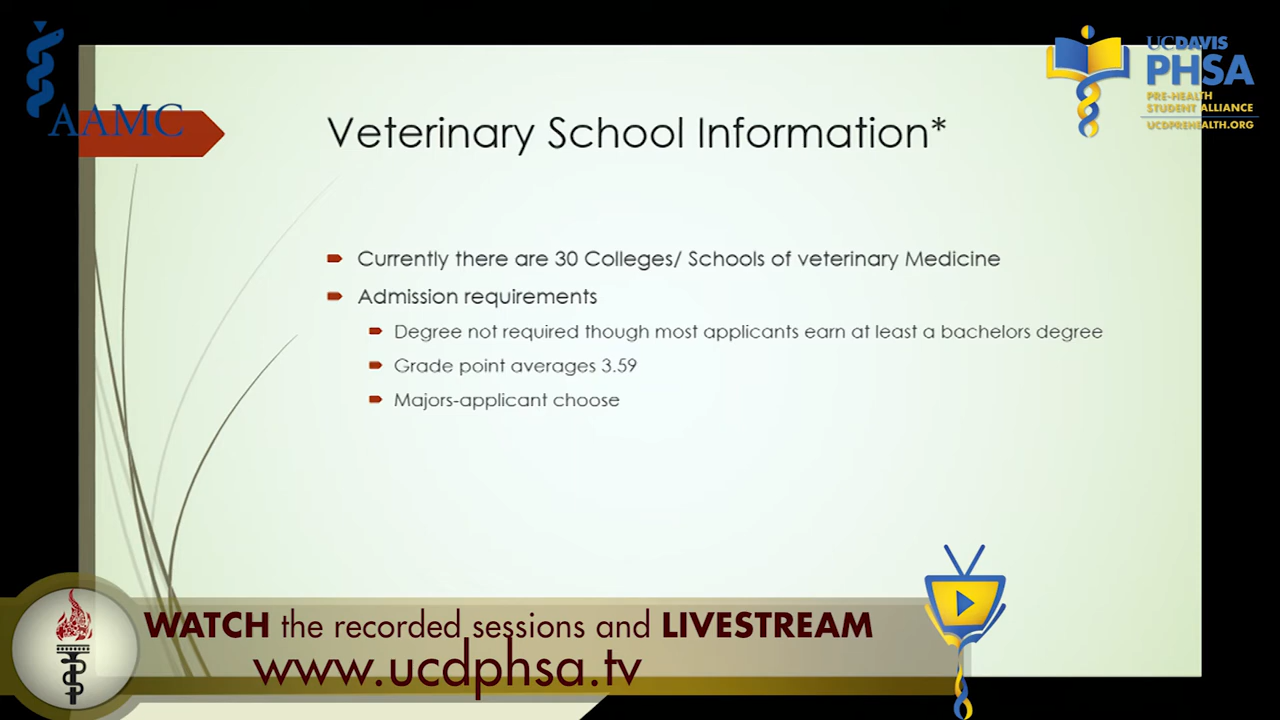 AAMC
UCDAVIS
PHSA
PRE-HEALTH
STUDENT ALLIANCE
UCDPREHEALTH.ORG
Veterinary School Information*
Currently there are 30 Colleges/ Schools of veterinary Medicine
Admission requirements
Degree not required though most applicants earn at least a bachelors degree
Grade point averages 3.59
Majors-applicant choose
WATCH the recorded sessions and LIVESTREAM
www.ucdphsa.tv